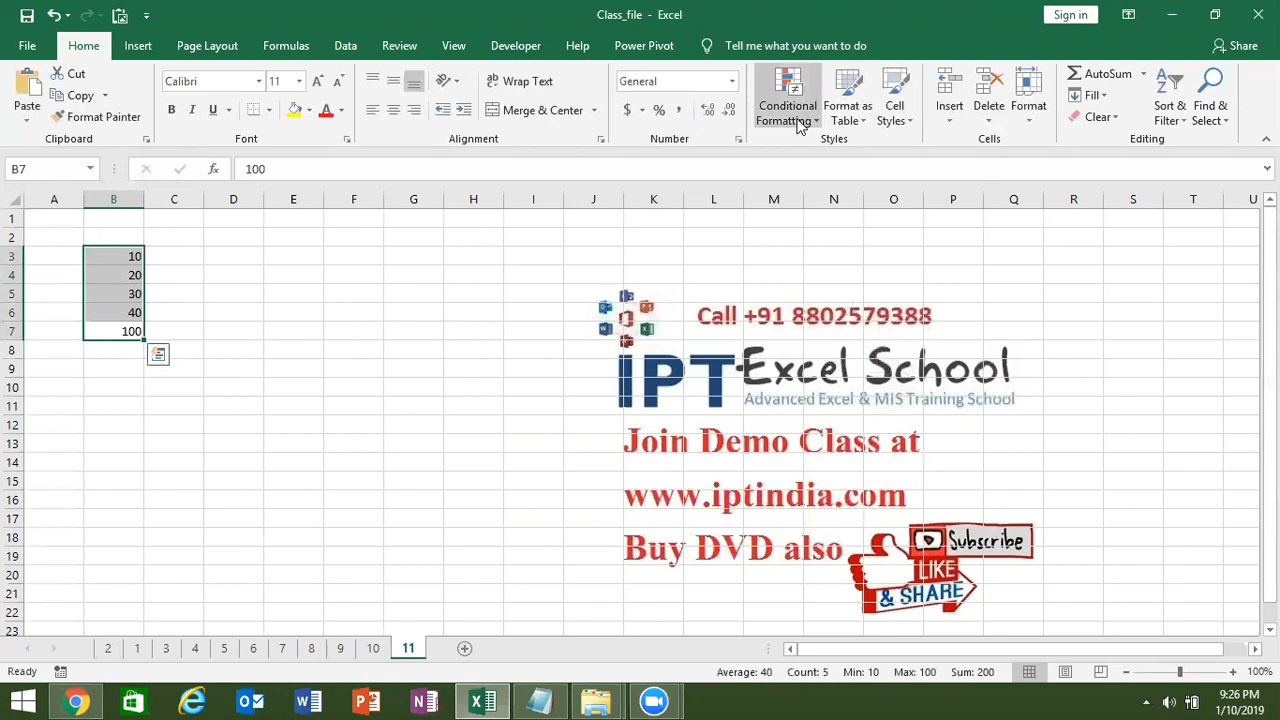 Class_file - Excel
Sign in
File Home Insert Page Layout Formulas Data Review View Developer Help Power Pivot Tell me what you want to do Share
Paste
Cut
Copy
Format Painter
Clipboard
Calibri 11
B I U
Font
Wrap Text
Merge & Center
Alignment
General
$ % ,
Number
Conditional Formatting
Format as Table
Cell Styles
Styles
Insert Delete Format
Cells
AutoSum
Fill
Clear
Sort & Filter
Find & Select
Editing
B7 fx 100
A B C D E F G H I J K L M N O P Q R S T U
1
2
3 10
4 20
5 30
6 40
7 100
8
9
10
11
12
13
14
15
16
17
18
19
20
21
22
23
Call +91 8802579388
IPT Excel School
Advanced Excel & MIS Training School
Join Demo Class at
www.iptindia.com
Buy DVD also
Subscribe
LIKE
& SHARE
2 1 3 4 5 6 7 8 9 10 11
Ready Average: 40 Count: 5 Min: 10 Max: 100 Sum: 200 100%
9:26 PM
1/10/2019